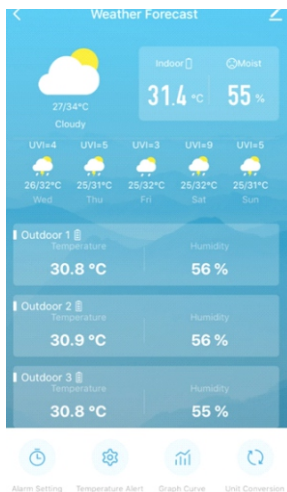 Weather Forecast
Indoor Moist
31.4 °C 55 %
27/34°C
Cloudy
UVI=4 UVI=5 UVI=3 UVI=9 UVI=5
26/32°C 25/31°C 25/32°C 25/32°C 25/31°C
Wed Thu Fri Sat Sun
Outdoor 1
Temperature Humidity
30.8 °C 56 %
Outdoor 2
Temperature Humidity
30.9 °C 56 %
Outdoor 3
Temperature Humidity
30.8 °C 55 %
Alarm Setting Temperature Alert Graph Curve Unit Conversion